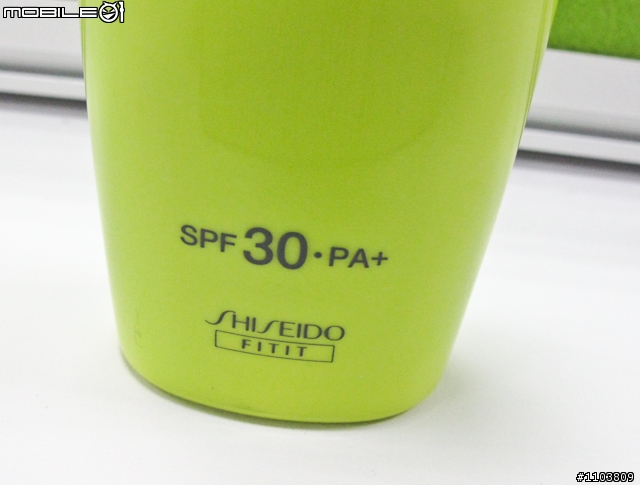 MOBILE01
SPF 30・PA+
SHISEIDO
FITIT
#1103809